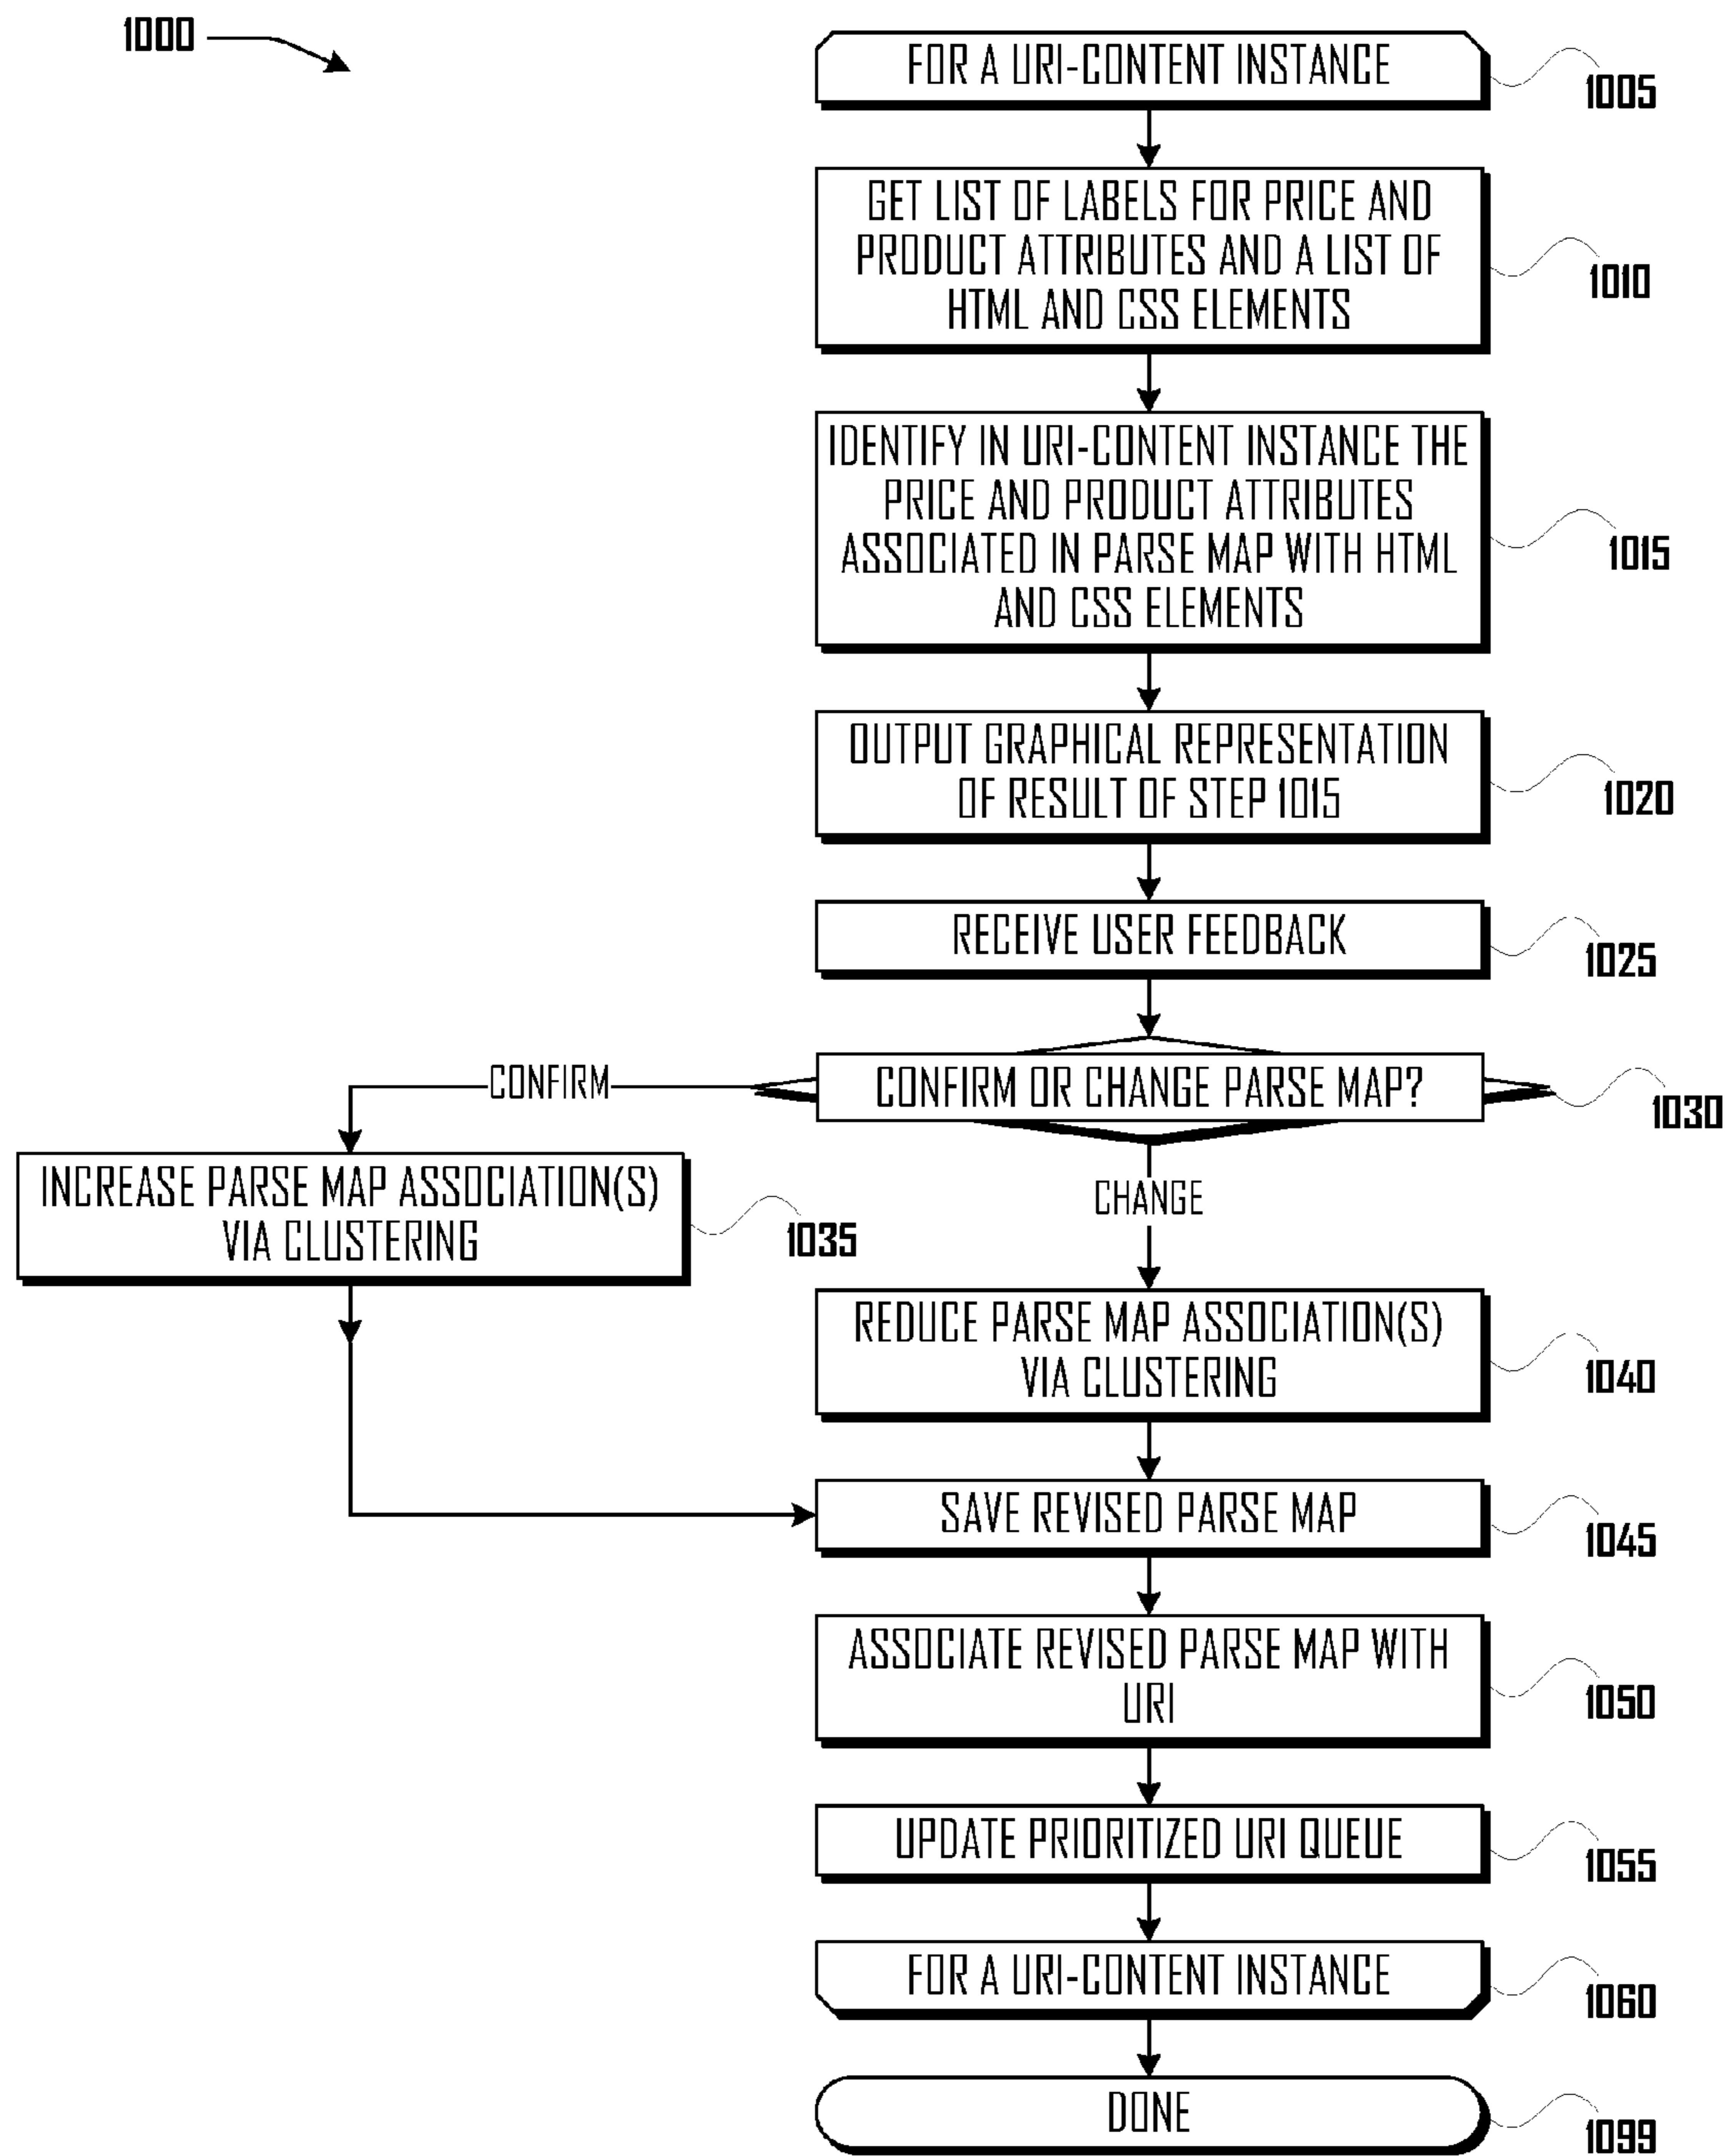 1000
FOR A URI-CONTENT INSTANCE
1005
GET LIST OF LABELS FOR PRICE AND
PRODUCT ATTRIBUTES AND A LIST OF
HTML AND CSS ELEMENTS
1010
IDENTIFY IN URI-CONTENT INSTANCE THE
PRICE AND PRODUCT ATTRIBUTES
ASSOCIATED IN PARSE MAP WITH HTML
AND CSS ELEMENTS
1015
OUTPUT GRAPHICAL REPRESENTATION
OF RESULT OF STEP 1015
1020
RECEIVE USER FEEDBACK
1025
CONFIRM OR CHANGE PARSE MAP?
1030
CONFIRM
INCREASE PARSE MAP ASSOCIATION(S)
VIA CLUSTERING
1035
CHANGE
REDUCE PARSE MAP ASSOCIATION(S)
VIA CLUSTERING
1040
SAVE REVISED PARSE MAP
1045
ASSOCIATE REVISED PARSE MAP WITH
URI
1050
UPDATE PRIORITIZED URI QUEUE
1055
FOR A URI-CONTENT INSTANCE
1060
DONE
1099